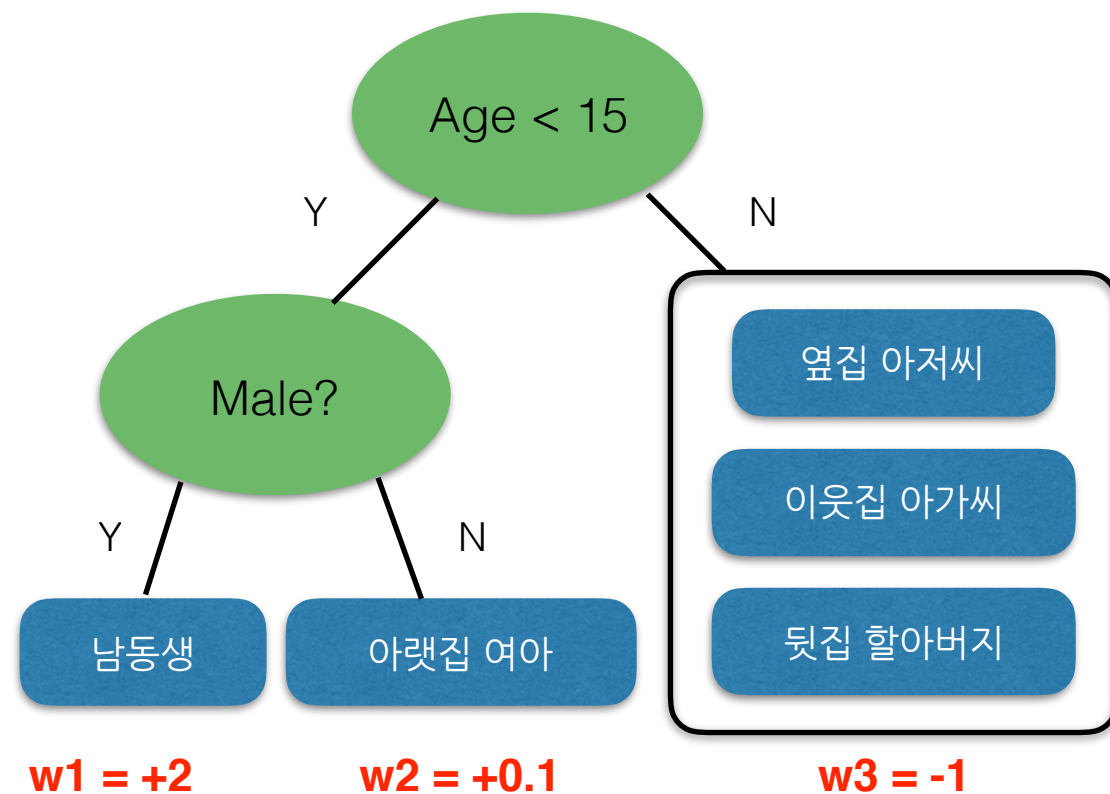 Age < 15
Y
N
Male?
옆집 아저씨
이웃집 아가씨
뒷집 할아버지
Y
N
남동생
아랫집 여아
w1 = +2
w2 = +0.1
w3 = -1